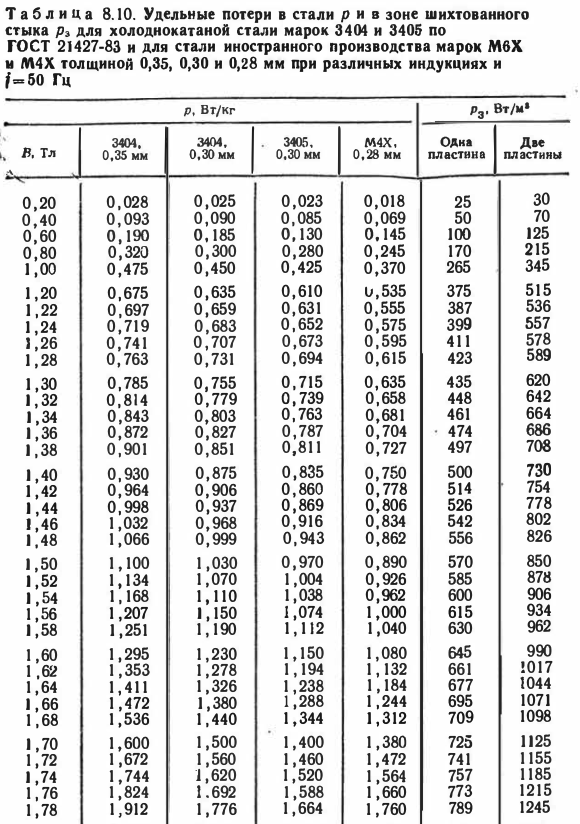 Таблица 8.10. Удельные потери в стали p и в зоне шихтованного
стыка pз для холоднокатаной стали марок 3404 и 3405 по
ГОСТ 21427-83 и для стали иностранного производства марок М6Х
и М4Х толщиной 0,35, 0,30 и 0,28 мм при различных индукциях и
f=50 Гц
p, Вт/кг pз, Вт/м²
B, Тл 3404, 0,35 мм 3404, 0,30 мм 3405, 0,30 мм М4Х, 0,28 мм Одна пластина Две пластины
0,20 0,028 0,025 0,023 0,018 25 30
0,40 0,093 0,090 0,085 0,069 50 70
0,60 0,190 0,185 0,130 0,145 100 125
0,80 0,320 0,300 0,280 0,245 170 215
1,00 0,475 0,450 0,425 0,370 265 345
1,20 0,675 0,635 0,610 0,535 375 515
1,22 0,697 0,659 0,631 0,555 387 536
1,24 0,719 0,683 0,652 0,575 399 557
1,26 0,741 0,707 0,673 0,595 411 578
1,28 0,763 0,731 0,694 0,615 423 589
1,30 0,785 0,755 0,715 0,635 435 620
1,32 0,814 0,779 0,739 0,658 448 642
1,34 0,843 0,803 0,763 0,681 461 664
1,36 0,872 0,827 0,787 0,704 474 686
1,38 0,901 0,851 0,811 0,727 497 708
1,40 0,930 0,875 0,835 0,750 500 730
1,42 0,964 0,906 0,860 0,778 514 754
1,44 0,998 0,937 0,869 0,806 526 778
1,46 1,032 0,968 0,916 0,834 542 802
1,48 1,066 0,999 0,943 0,862 556 826
1,50 1,100 1,030 0,970 0,890 570 850
1,52 1,134 1,070 1,004 0,926 585 878
1,54 1,168 1,110 1,038 0,962 600 906
1,56 1,207 1,150 1,074 1,000 615 934
1,58 1,251 1,190 1,112 1,040 630 962
1,60 1,295 1,230 1,150 1,080 645 990
1,62 1,353 1,278 1,194 1,132 661 1017
1,64 1,411 1,326 1,238 1,184 677 1044
1,66 1,472 1,380 1,288 1,244 695 1071
1,68 1,536 1,440 1,344 1,312 709 1098
1,70 1,600 1,500 1,400 1,380 725 1125
1,72 1,672 1,560 1,460 1,472 741 1155
1,74 1,744 1,620 1,520 1,564 757 1185
1,76 1,824 1.692 1,588 1,660 773 1215
1,78 1,912 1,776 1,664 1,760 789 1245